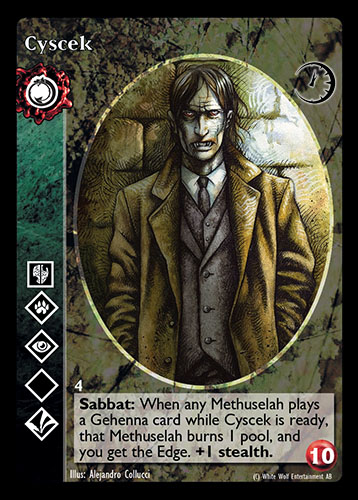 Cyscek
4
Sabbat: When any Methuselah plays
a Gehenna card while Cyscek is ready,
that Methuselah burns 1 pool, and
you get the Edge. +1 stealth.
10
Illus: Alejandro Collucci
(C) White Wolf Entertainment AB